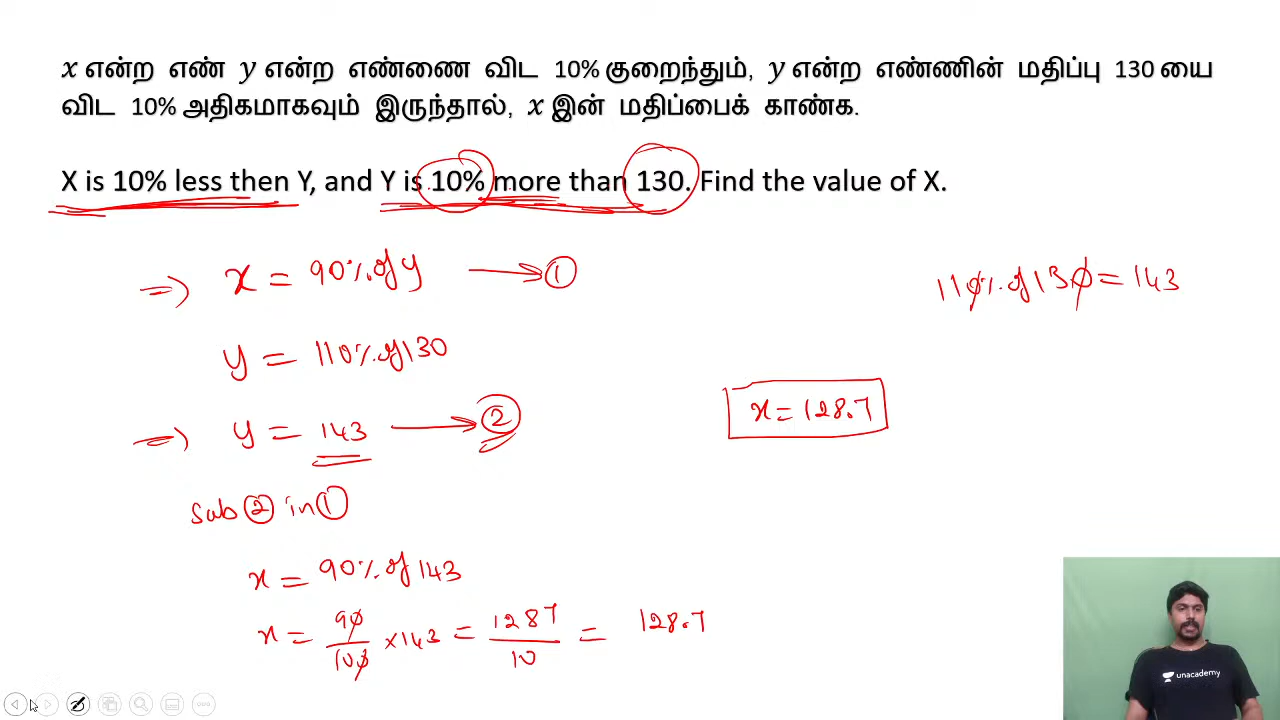 x என்ற எண் y என்ற எண்ணை விட 10% குறைந்தும், y என்ற எண்ணின் மதிப்பு 130 யை
விட 10% அதிகமாகவும் இருந்தால், x இன் மதிப்பைக் காண்க.
X is 10% less then Y, and Y is 10% more than 130. Find the value of X.
⇒ x = 90% of y → ①
110% of 130 = 143
y = 110% of 130
x = 128.7
⇒ y = 143 → ②
Sub ② in ①
x = 90% of 143
x = 90/100 × 143 = 1287/10 = 128.7
unacademy